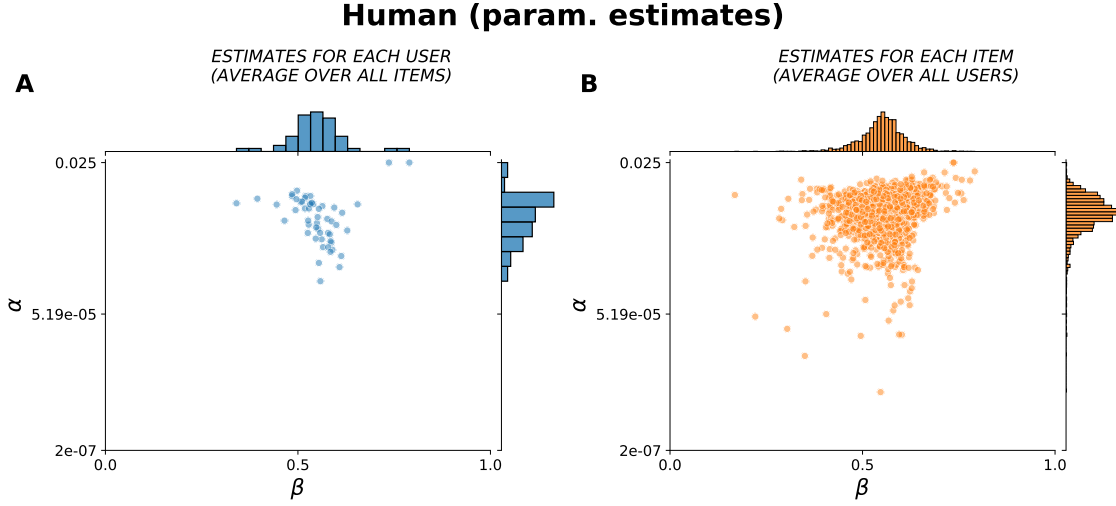 Human (param. estimates)
ESTIMATES FOR EACH USER
(AVERAGE OVER ALL ITEMS)
A
0.025
5.19e-05
2e-07
α
0.0
0.5
1.0
β
ESTIMATES FOR EACH ITEM
(AVERAGE OVER ALL USERS)
B
0.025
5.19e-05
2e-07
α
0.0
0.5
1.0
β